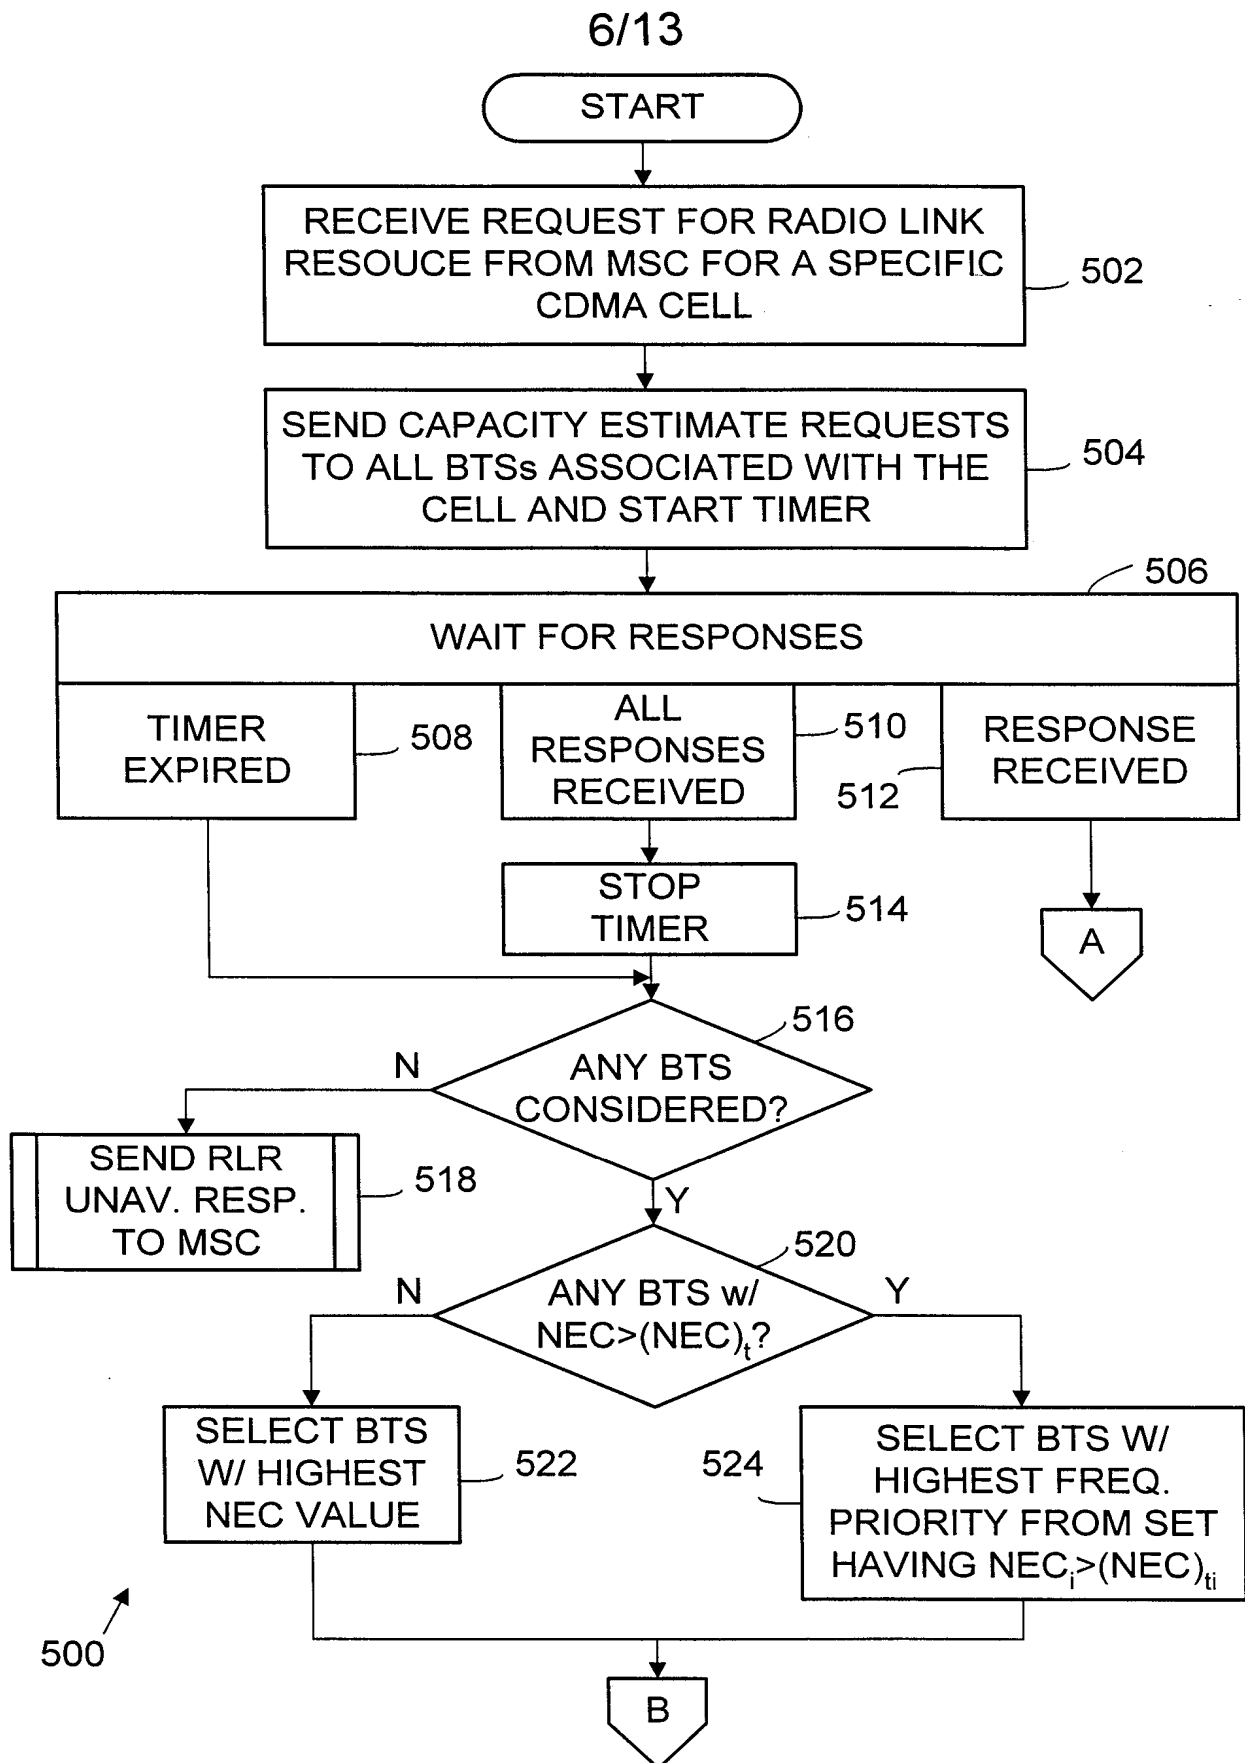 6/13
START
RECEIVE REQUEST FOR RADIO LINK
RESOUCE FROM MSC FOR A SPECIFIC
CDMA CELL
502
SEND CAPACITY ESTIMATE REQUESTS
TO ALL BTSs ASSOCIATED WITH THE
CELL AND START TIMER
504
506
WAIT FOR RESPONSES
TIMER
EXPIRED
508
ALL
RESPONSES
RECEIVED
510
512
RESPONSE
RECEIVED
STOP
TIMER
514
A
516
ANY BTS
CONSIDERED?
N
SEND RLR
UNAV. RESP.
TO MSC
518
Y
520
ANY BTS w/
NEC>(NEC)t?
N
Y
SELECT BTS
W/ HIGHEST
NEC VALUE
522
524
SELECT BTS W/
HIGHEST FREQ.
PRIORITY FROM SET
HAVING NECi>(NEC)ti
500
B